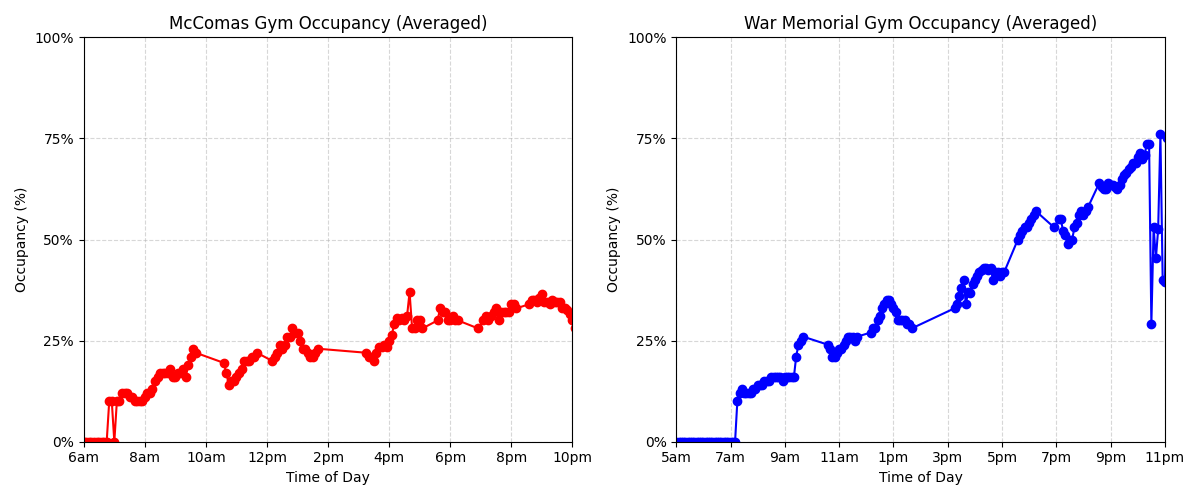 McComas Gym Occupancy (Averaged)
100%
75%
50%
25%
0%
Occupancy (%)
6am 8am 10am 12pm 2pm 4pm 6pm 8pm 10pm
Time of Day
War Memorial Gym Occupancy (Averaged)
100%
75%
50%
25%
0%
Occupancy (%)
5am 7am 9am 11am 1pm 3pm 5pm 7pm 9pm 11pm
Time of Day